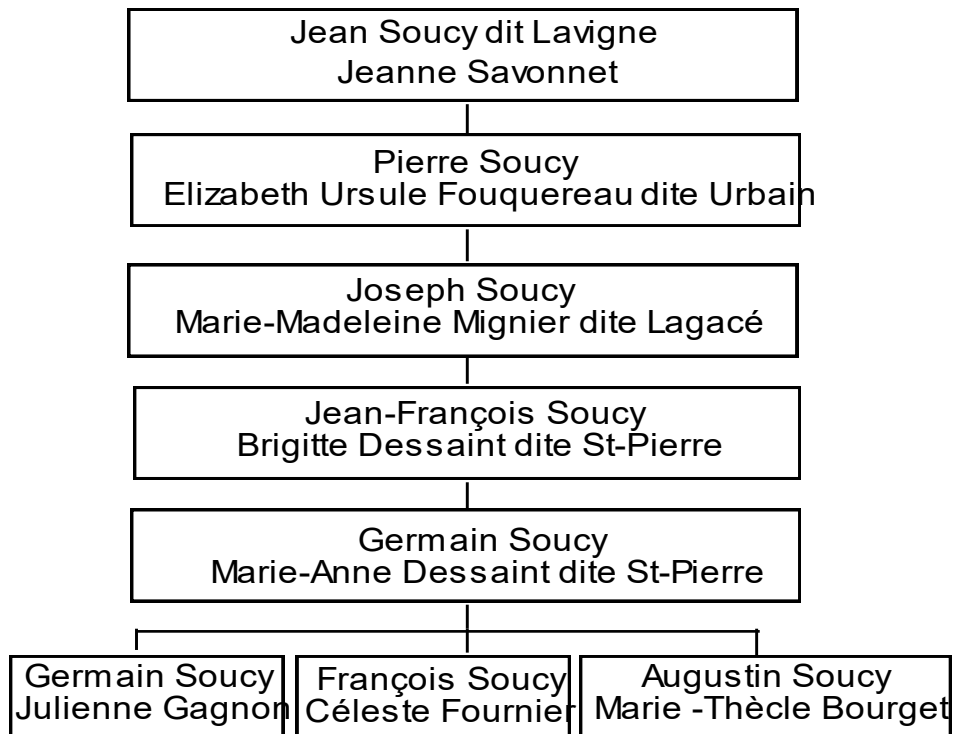 Jean Soucy dit Lavigne
Jeanne Savonnet
Pierre Soucy
Elizabeth Ursule Fouquereau dite Urbain
Joseph Soucy
Marie-Madeleine Mignier dite Lagacé
Jean-François Soucy
Brigitte Dessaint dite St-Pierre
Germain Soucy
Marie-Anne Dessaint dite St-Pierre
Germain Soucy
Julienne Gagnon
François Soucy
Céleste Fournier
Augustin Soucy
Marie -Thècle Bourget